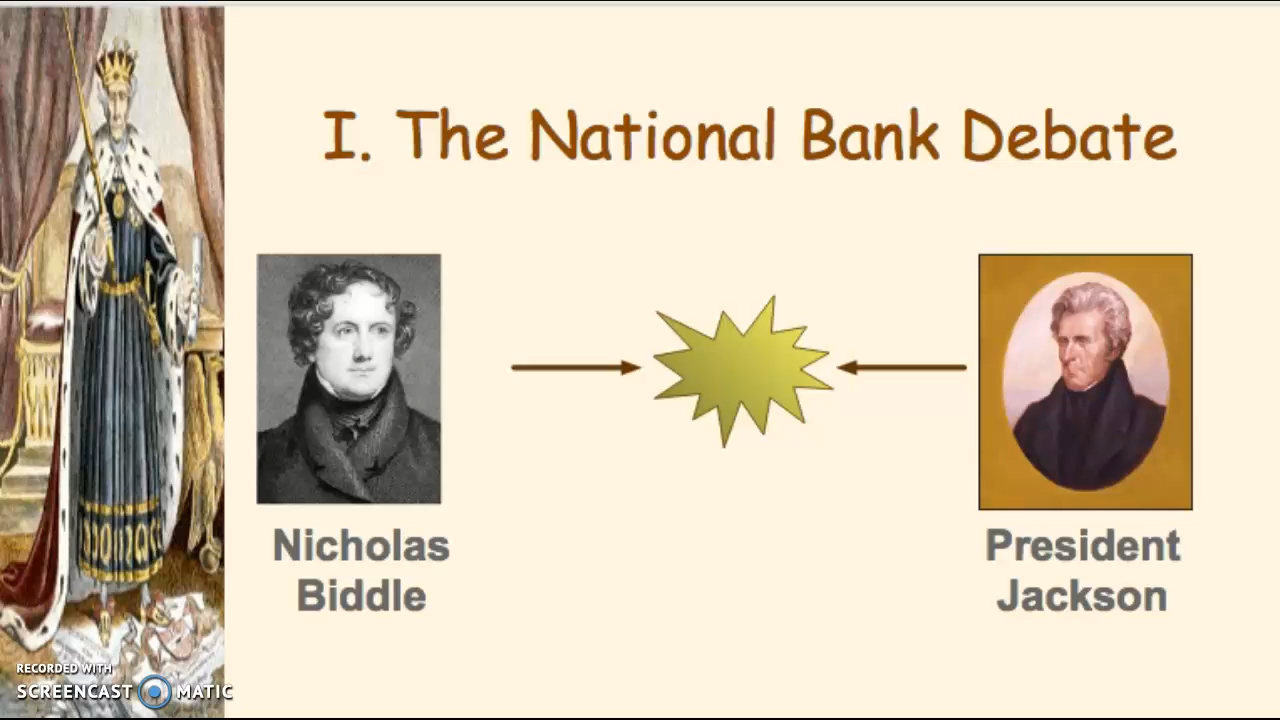 I. The National Bank Debate
Nicholas
Biddle
President
Jackson
RECORDED WITH
SCREENCAST MATIC